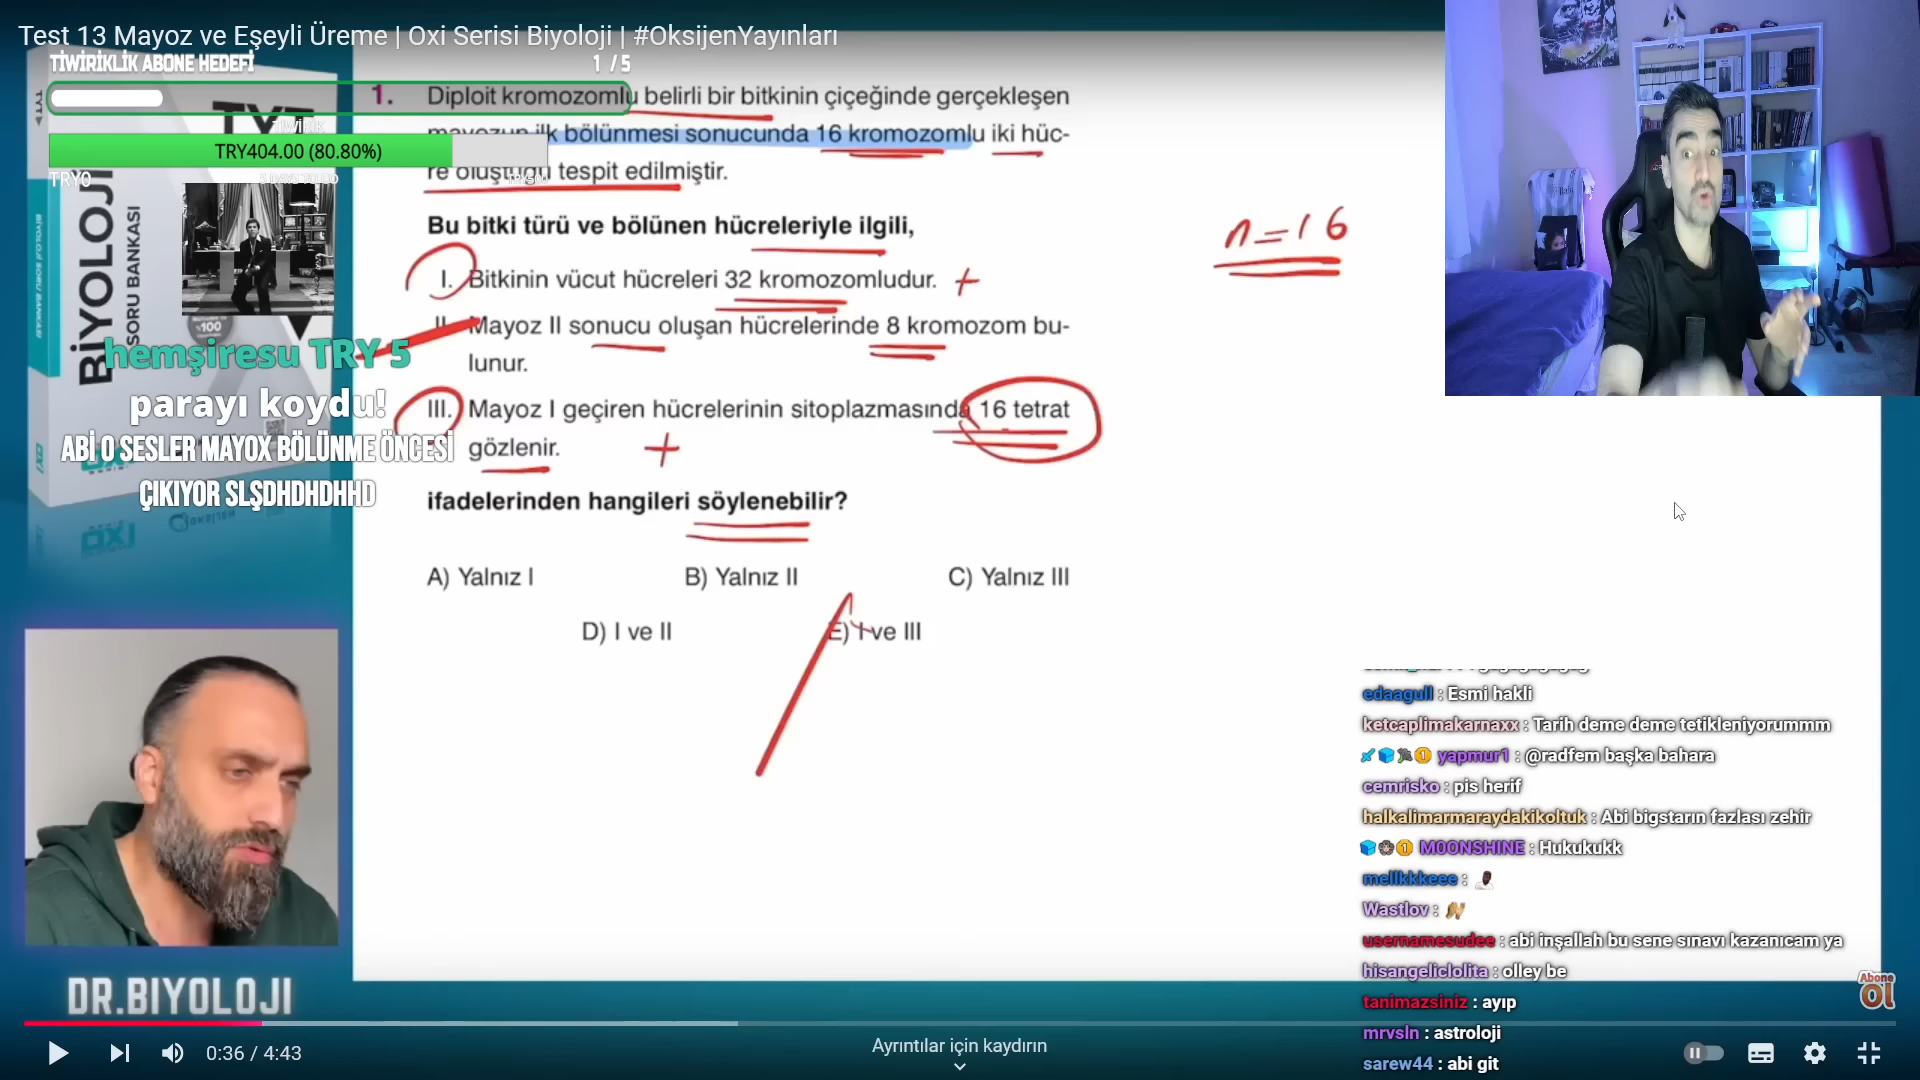 Test 13 Mayoz ve Eşeyli Üreme | Oxi Serisi Biyoloji | #OksijenYayınları
TİWİRİKLİK ABONE HEDEFİ
1 / 5
TYT
TRY404.00 (80.80%)
TRY0
BİYOLOJİ
SORU BANKASI
hemşiresu TRY 5
parayı koydu!
ABİ O SESLER MAYOX BÖLÜNME ÖNCESİ
ÇIKIYOR SLŞDHDHDHHD
1. Diploit kromozomlu belirli bir bitkinin çiçeğinde gerçekleşen
mayozun ilk bölünmesi sonucunda 16 kromozomlu iki hüc-
re oluştuğu tespit edilmiştir.
Bu bitki türü ve bölünen hücreleriyle ilgili,
I. Bitkinin vücut hücreleri 32 kromozomludur. +
II. Mayoz II sonucu oluşan hücrelerinde 8 kromozom bu-
lunur.
III. Mayoz I geçiren hücrelerinin sitoplazmasında 16 tetrat
gözlenir. +
ifadelerinden hangileri söylenebilir?
A) Yalnız I
B) Yalnız II
C) Yalnız III
D) I ve II
E) I ve III
n=16
DR.BIYOLOJI
edaagull : Esmi hakli
ketcaplimakarnaxx : Tarih deme deme tetikleniyorummm
yapmur1 : @radfem başka bahara
cemrisko : pis herif
halkalimarmaraydakikoltuk : Abi bigstarın fazlası zehir
M0ONSHINE : Hukukukk
mellkkkeee :
Wastlov :
usernamesudee : abi inşallah bu sene sınavı kazanıcam ya
hisangeliclolita : olley be
tanimazsiniz : ayıp
mrvsln : astroloji
sarew44 : abi git
Abone
Ol
0:36 / 4:43
Ayrıntılar için kaydırın